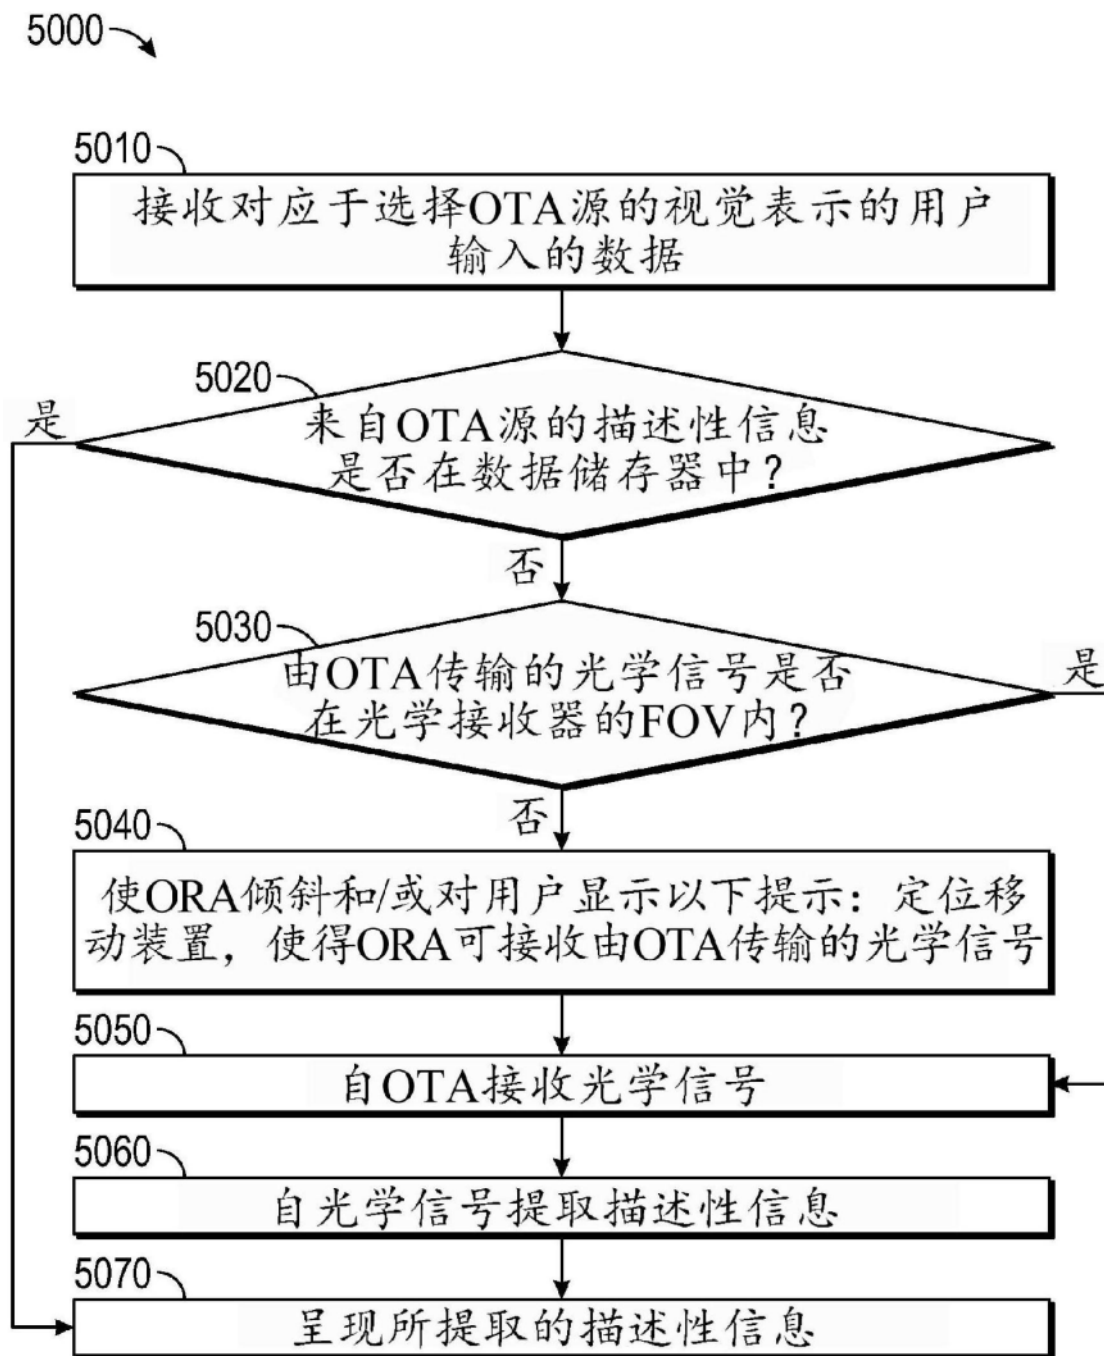 5000
5010
接收对应于选择OTA源的视觉表示的用户
输入的数据
5020
是
来自OTA源的描述性信息
是否在数据储存器中？
否
5030
由OTA传输的光学信号是否
在光学接收器的FOV内？
是
否
5040
使ORA倾斜和/或对用户显示以下提示：定位移
动装置，使得ORA可接收由OTA传输的光学信号
5050
自OTA接收光学信号
5060
自光学信号提取描述性信息
5070
呈现所提取的描述性信息